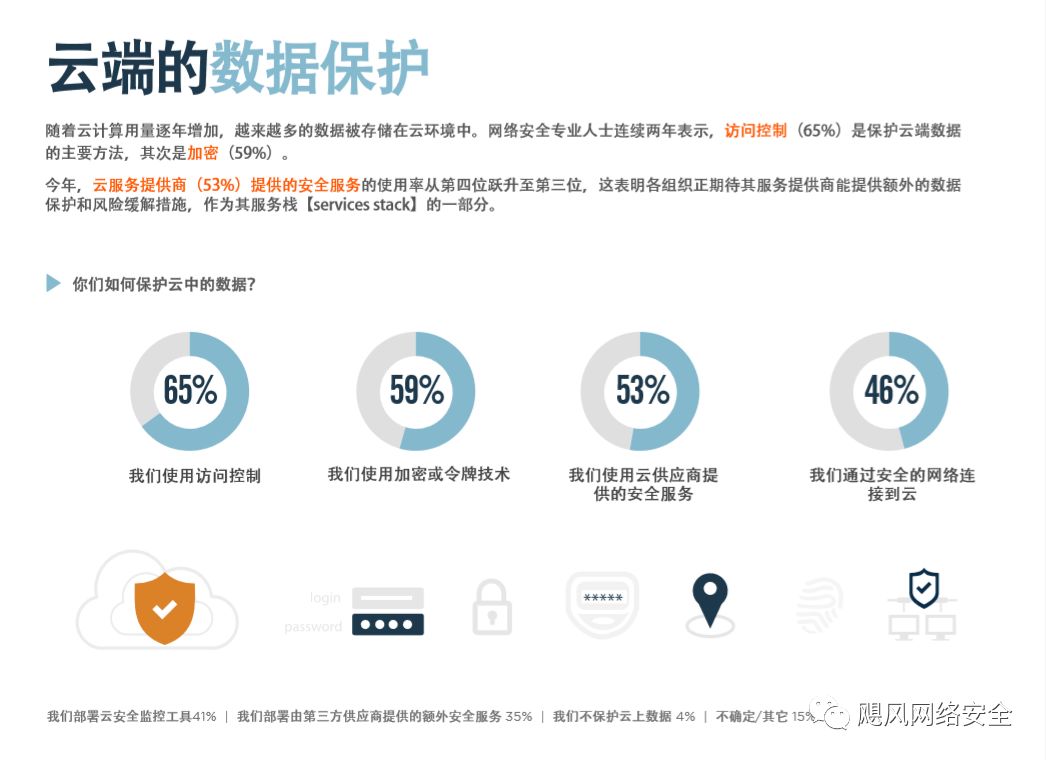 云端的数据保护
随着云计算用量逐年增加，越来越多的数据被存储在云环境中。网络安全专业人士连续两年表示，访问控制（65%）是保护云端数据
的主要方法，其次是加密（59%）。
今年，云服务提供商（53%）提供的安全服务的使用率从第四位跃升至第三位，这表明各组织正期待其服务提供商能提供额外的数据
保护和风险缓解措施，作为其服务栈【services stack】的一部分。
你们如何保护云中的数据？
65%
59%
53%
46%
我们使用访问控制
我们使用加密或令牌技术
我们使用云供应商提
供的安全服务
我们通过安全的网络连
接到云
login
password
*****
我们部署云安全监控工具41% | 我们部署由第三方供应商提供的额外安全服务 35% | 我们不保护云上数据 4% | 不确定/其它 15%
飓风网络安全